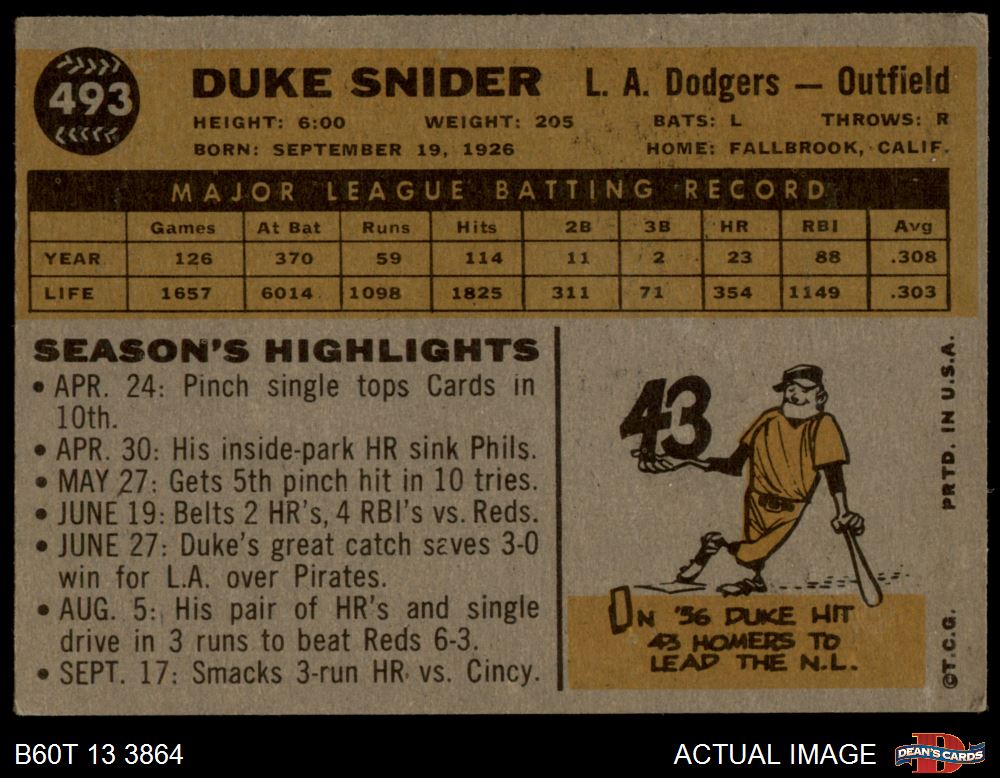 493
DUKE SNIDER L. A. Dodgers — Outfield
HEIGHT: 6:00 WEIGHT: 205 BATS: L THROWS: R
BORN: SEPTEMBER 19, 1926 HOME: FALLBROOK, CALIF.
MAJOR LEAGUE BATTING RECORD
Games At Bat Runs Hits 2B 3B HR RBI Avg
YEAR 126 370 59 114 11 2 23 88 .308
LIFE 1657 6014 1098 1825 311 71 354 1149 .303
SEASON'S HIGHLIGHTS
• APR. 24: Pinch single tops Cards in
10th.
• APR. 30: His inside-park HR sink Phils.
• MAY 27: Gets 5th pinch hit in 10 tries.
• JUNE 19: Belts 2 HR's, 4 RBI's vs. Reds.
• JUNE 27: Duke's great catch saves 3-0
win for L.A. over Pirates.
• AUG. 5: His pair of HR's and single
drive in 3 runs to beat Reds 6-3.
• SEPT. 17: Smacks 3-run HR vs. Cincy.
43
ON '56 DUKE HIT
43 HOMERS TO
LEAD THE N.L.
©T.C.G. PRTD. IN U.S.A.
B60T 13 3864 ACTUAL IMAGE
D
DEAN'S CARDS